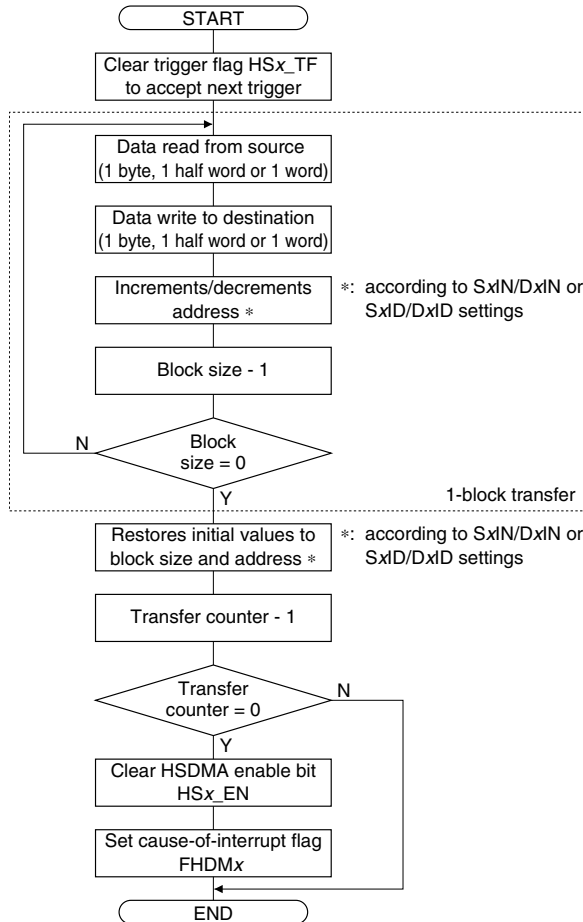 START
Clear trigger flag HSx_TF
to accept next trigger
Data read from source
(1 byte, 1 half word or 1 word)
Data write to destination
(1 byte, 1 half word or 1 word)
Increments/decrements
address *
*: according to SxIN/DxIN or
SxID/DxID settings
Block size - 1
N
Block
size = 0
Y
1-block transfer
Restores initial values to
block size and address *
*: according to SxIN/DxIN or
SxID/DxID settings
Transfer counter - 1
Transfer
counter = 0
N
Y
Clear HSDMA enable bit
HSx_EN
Set cause-of-interrupt flag
FHDMx
END